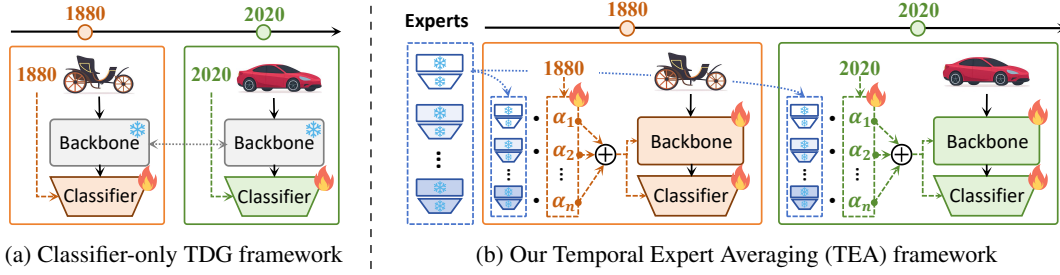 1880
2020
1880
2020
Backbone
Backbone
Classifier
Classifier
(a) Classifier-only TDG framework
Experts
1880
2020
1880
2020
α1
α2
...
αn
Backbone
Classifier
α1
α2
...
αn
Backbone
Classifier
(b) Our Temporal Expert Averaging (TEA) framework